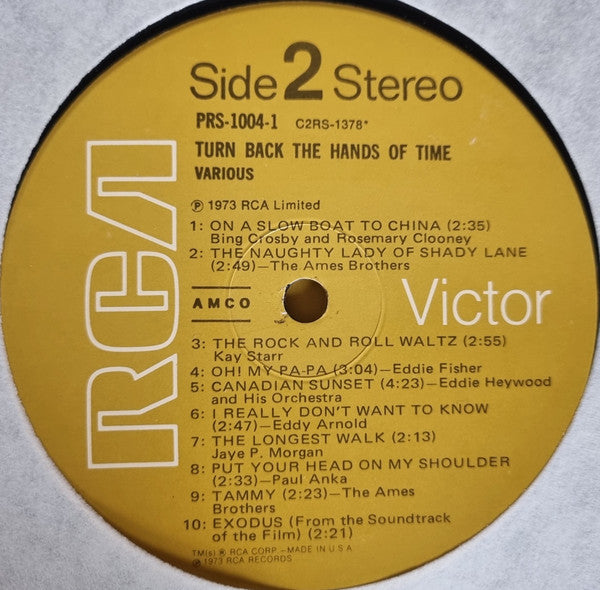 Side 2 Stereo
PRS-1004-1 C2RS-1378*
TURN BACK THE HANDS OF TIME
VARIOUS
℗ 1973 RCA Limited
1: ON A SLOW BOAT TO CHINA (2:35)
Bing Crosby and Rosemary Clooney
2: THE NAUGHTY LADY OF SHADY LANE
(2:49)—The Ames Brothers
RCA
AMCO
Victor
3: THE ROCK AND ROLL WALTZ (2:55)
Kay Starr
4: OH! MY PA-PA (3:04)—Eddie Fisher
5: CANADIAN SUNSET (4:23)—Eddie Heywood
and His Orchestra
6: I REALLY DON'T WANT TO KNOW
(2:47)—Eddy Arnold
7: THE LONGEST WALK (2:13)
Jaye P. Morgan
8: PUT YOUR HEAD ON MY SHOULDER
(2:33)—Paul Anka
9: TAMMY (2:23)—The Ames
Brothers
10: EXODUS (From the Soundtrack
of the Film) (2:21)
TM(s) ® RCA CORP—MADE IN U.S.A
℗ 1973 RCA RECORDS